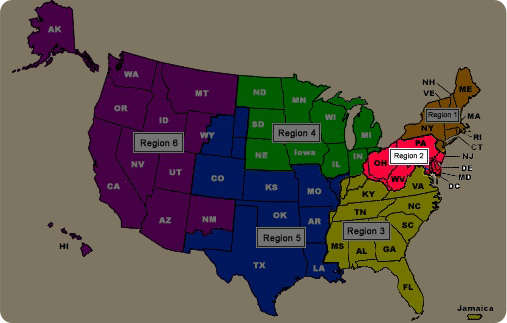 AK
WA
MT
ND
MN
NH
VE
ME
OR
ID
SD
WI
Region 1
MA
Region 6
WY
Region 4
MI
NY
RI
CT
NV
UT
NE
Iowa
IL
IN
OH
PA
Region 2
NJ
DE
MD
DC
CA
CO
KS
MO
WV
VA
KY
AZ
NM
OK
AR
TN
NC
HI
Region 5
TX
LA
MS
AL
GA
SC
Region 3
FL
Jamaica